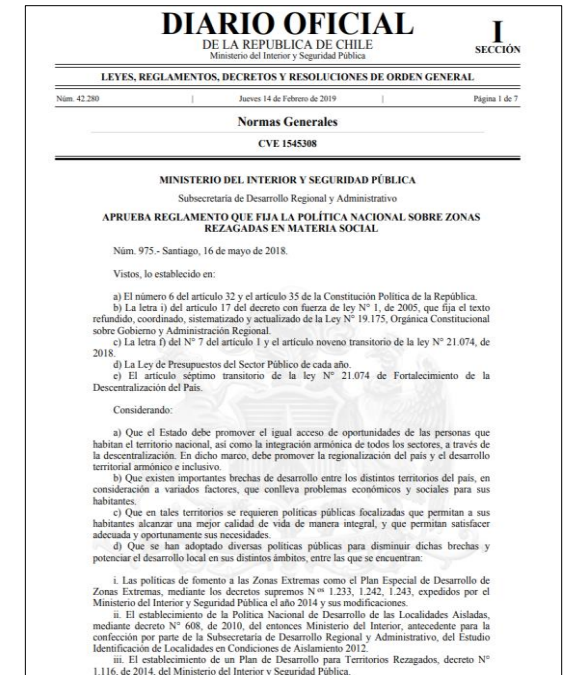 DIARIO OFICIAL
DE LA REPUBLICA DE CHILE
Ministerio del Interior y Seguridad Pública
I
SECCIÓN
LEYES, REGLAMENTOS, DECRETOS Y RESOLUCIONES DE ORDEN GENERAL
Núm. 42.280 | Jueves 14 de Febrero de 2019 | Página 1 de 7
Normas Generales
CVE 1545308
MINISTERIO DEL INTERIOR Y SEGURIDAD PÚBLICA
Subsecretaría de Desarrollo Regional y Administrativo
APRUEBA REGLAMENTO QUE FIJA LA POLÍTICA NACIONAL SOBRE ZONAS
REZAGADAS EN MATERIA SOCIAL
Núm. 975.- Santiago, 16 de mayo de 2018.
Vistos, lo establecido en:
a) El número 6 del artículo 32 y el artículo 35 de la Constitución Política de la República.
b) La letra i) del artículo 17 del decreto con fuerza de ley N° 1, de 2005, que fija el texto
refundido, coordinado, sistematizado y actualizado de la Ley N° 19.175, Orgánica Constitucional
sobre Gobierno y Administración Regional.
c) La letra f) del N° 7 del artículo 1 y el artículo noveno transitorio de la ley N° 21.074, de
2018.
d) La Ley de Presupuestos del Sector Público de cada año.
e) El artículo séptimo transitorio de la ley N° 21.074 de Fortalecimiento de la
Descentralización del País.
Considerando:
a) Que el Estado debe promover el igual acceso de oportunidades de las personas que
habitan el territorio nacional, así como la integración armónica de todos los sectores, a través de
la descentralización. En dicho marco, debe promover la regionalización del país y el desarrollo
territorial armónico e inclusivo.
b) Que existen importantes brechas de desarrollo entre los distintos territorios del país, en
consideración a variados factores, que conlleva problemas económicos y sociales para sus
habitantes.
c) Que en tales territorios se requieren políticas públicas focalizadas que permitan a sus
habitantes alcanzar una mejor calidad de vida de manera integral, y que permitan satisfacer
adecuada y oportunamente sus necesidades.
d) Que se han adoptado diversas políticas públicas para disminuir dichas brechas y
potenciar el desarrollo local en sus distintos ámbitos, entre las que se encuentran:
i. Las políticas de fomento a las Zonas Extremas como el Plan Especial de Desarrollo de
Zonas Extremas, mediante los decretos supremos N os 1.233, 1.242, 1.243, expedidos por el
Ministerio del Interior y Seguridad Pública el año 2014 y sus modificaciones.
ii. El establecimiento de la Política Nacional de Desarrollo de las Localidades Aisladas,
mediante decreto N° 608, de 2010, del entonces Ministerio del Interior, antecedente para la
confección por parte de la Subsecretaría de Desarrollo Regional y Administrativo, del Estudio
Identificación de Localidades en Condiciones de Aislamiento 2012.
iii. El establecimiento de un Plan de Desarrollo para Territorios Rezagados, decreto N°
1.116, de 2014, del Ministerio del Interior y Seguridad Pública.